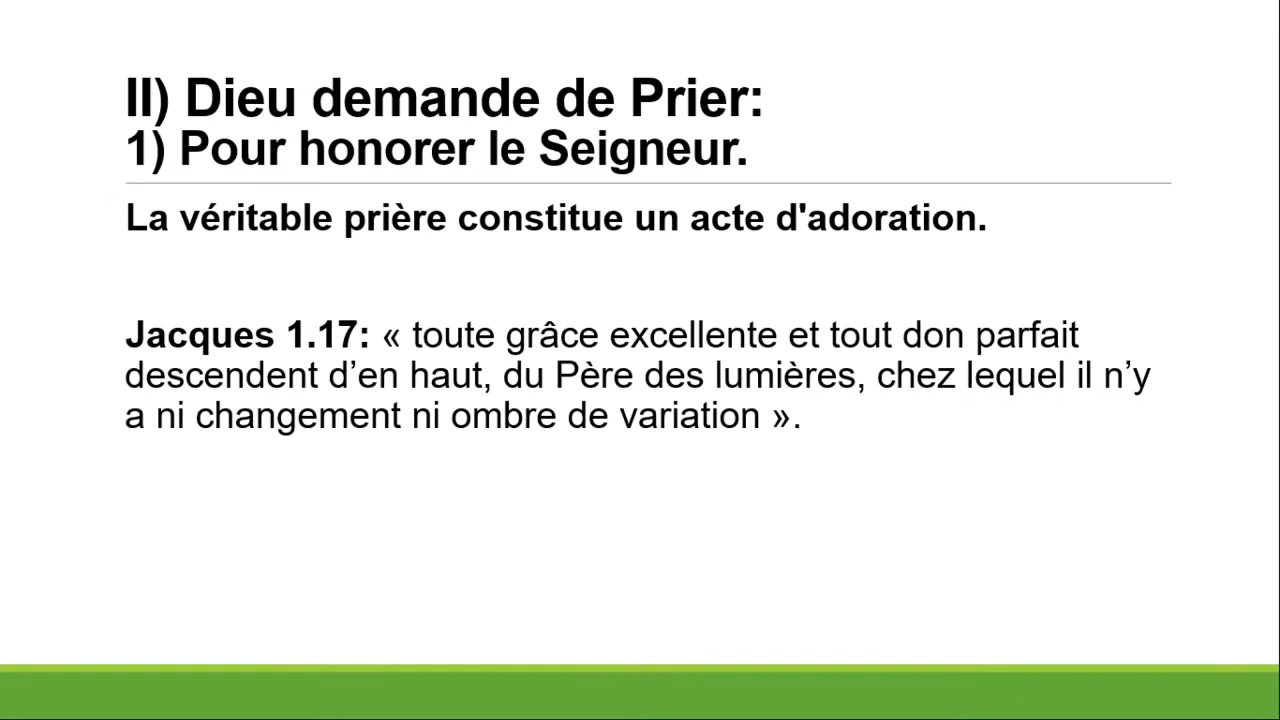 II) Dieu demande de Prier:
1) Pour honorer le Seigneur.
La véritable prière constitue un acte d'adoration.
Jacques 1.17: « toute grâce excellente et tout don parfait
descendent d’en haut, du Père des lumières, chez lequel il n’y
a ni changement ni ombre de variation ».